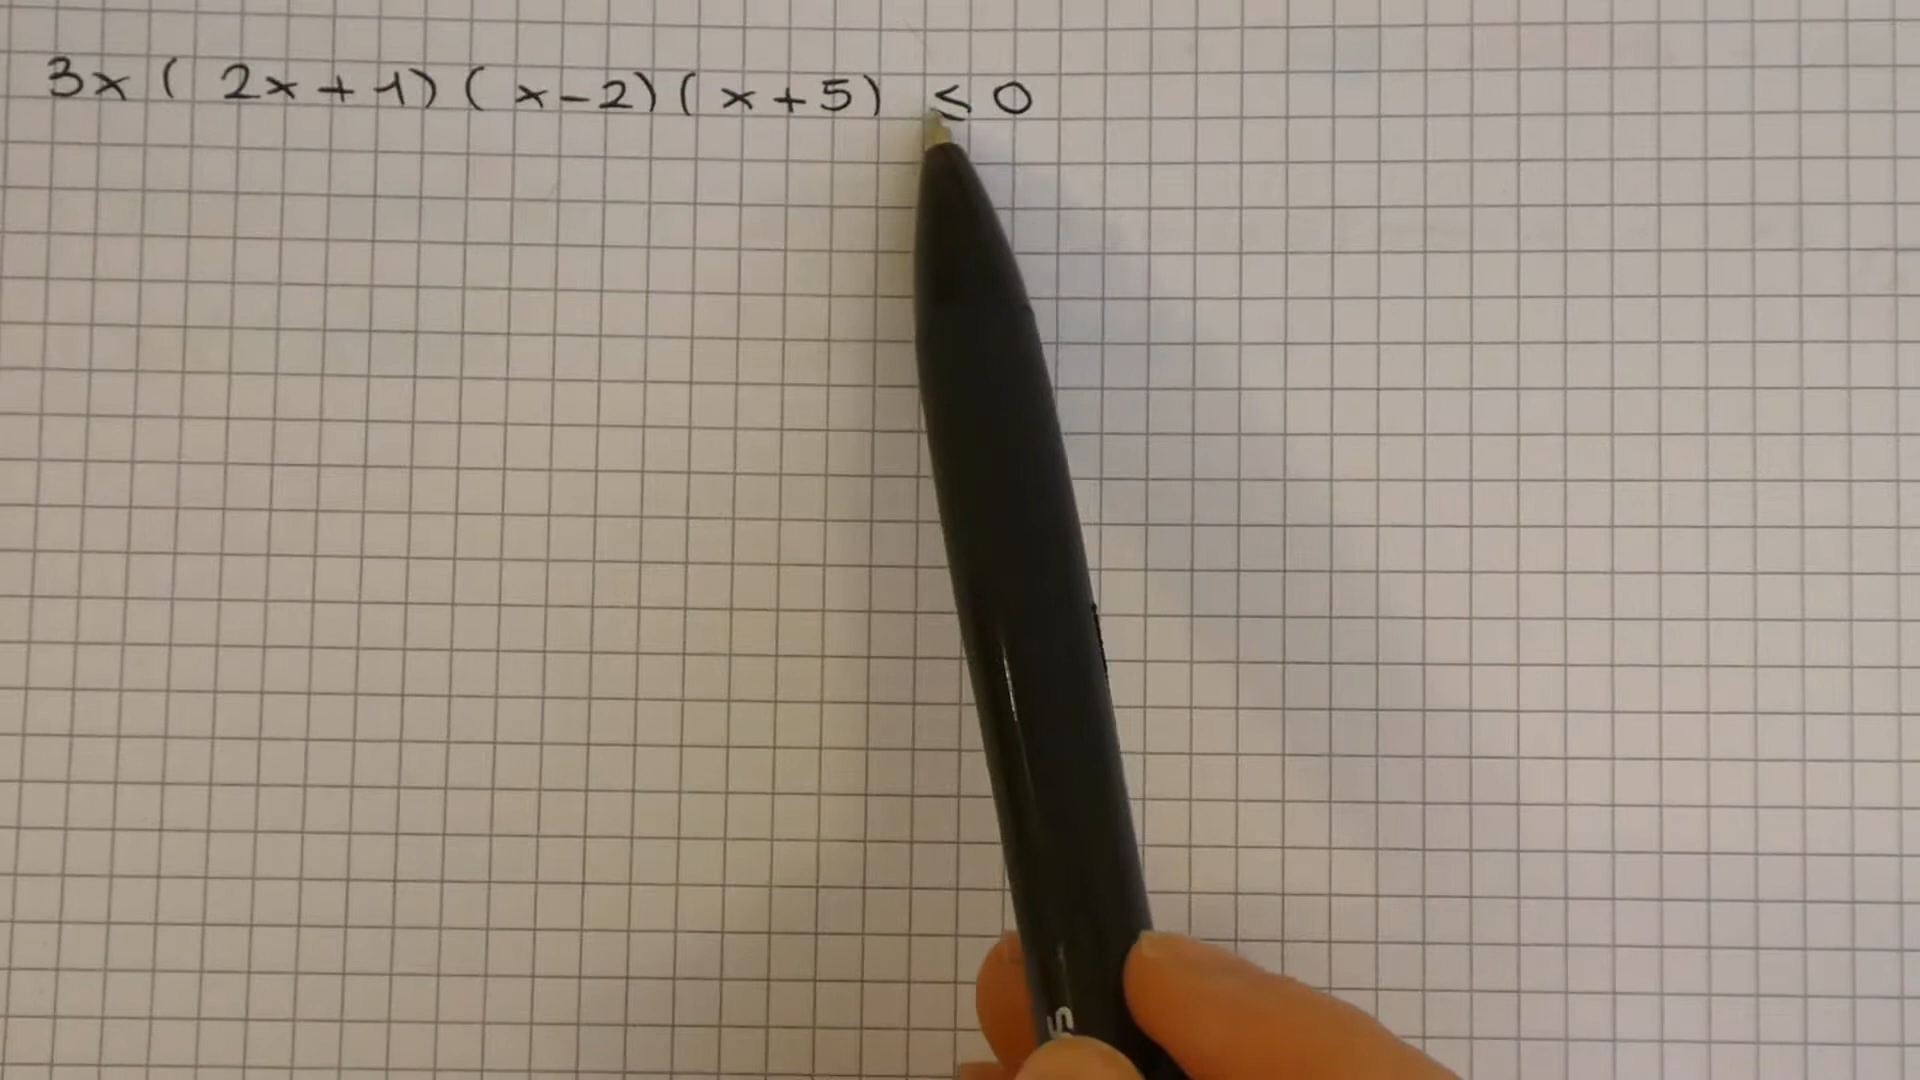 3x ( 2x + 1) ( x - 2) ( x + 5) ≤ 0